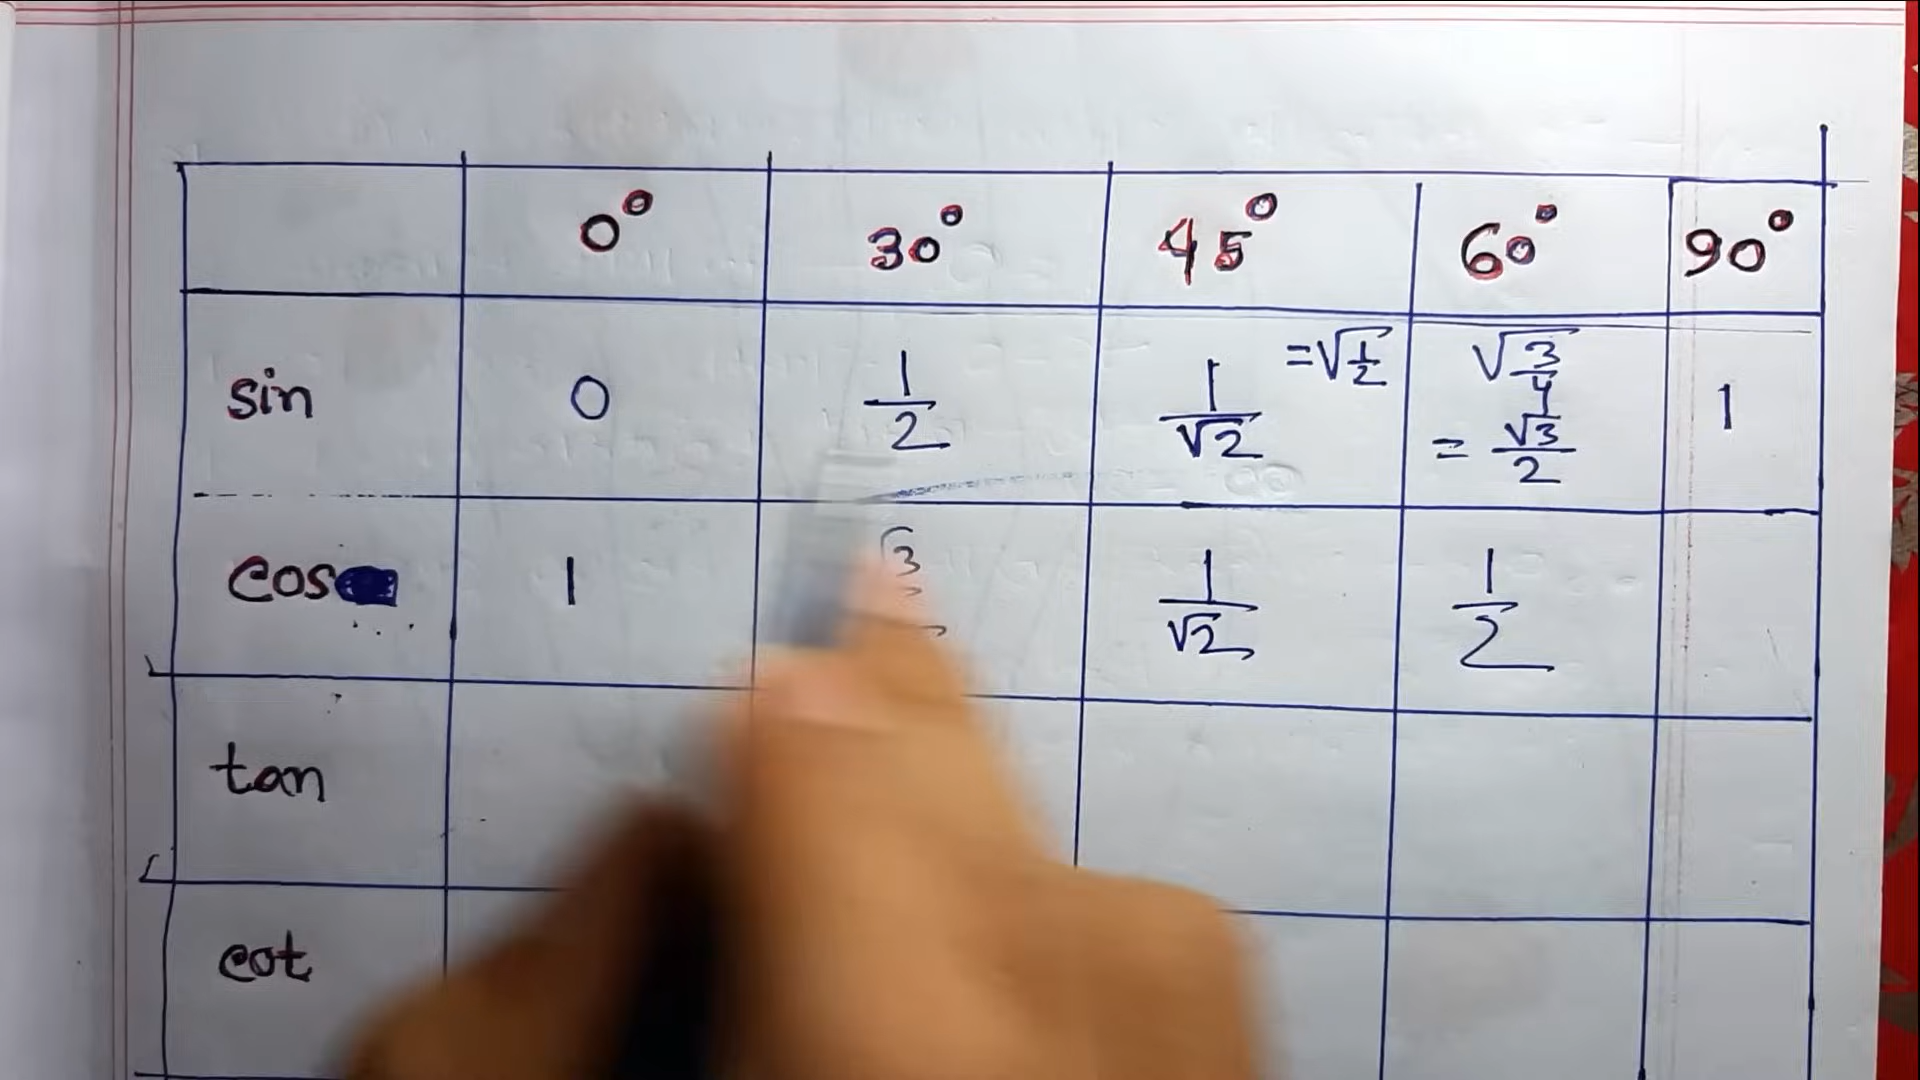 0° 30° 45° 60° 90°
sin 0 1/2 1/√2 =√1/2 √3/4 = √3/2 1
cos 1 √3 1/√2 1/2
tan
cot